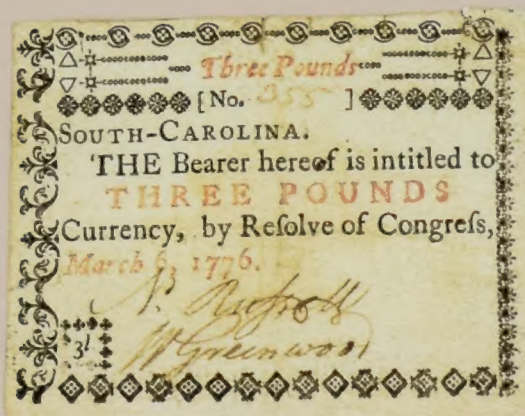 Three Pounds
[No. 355 ]
SOUTH-CAROLINA.
THE Bearer hereof is intitled to
THREE POUNDS
Currency, by Reſolve of Congreſs,
March 6, 1776.
W Greenwood
3l